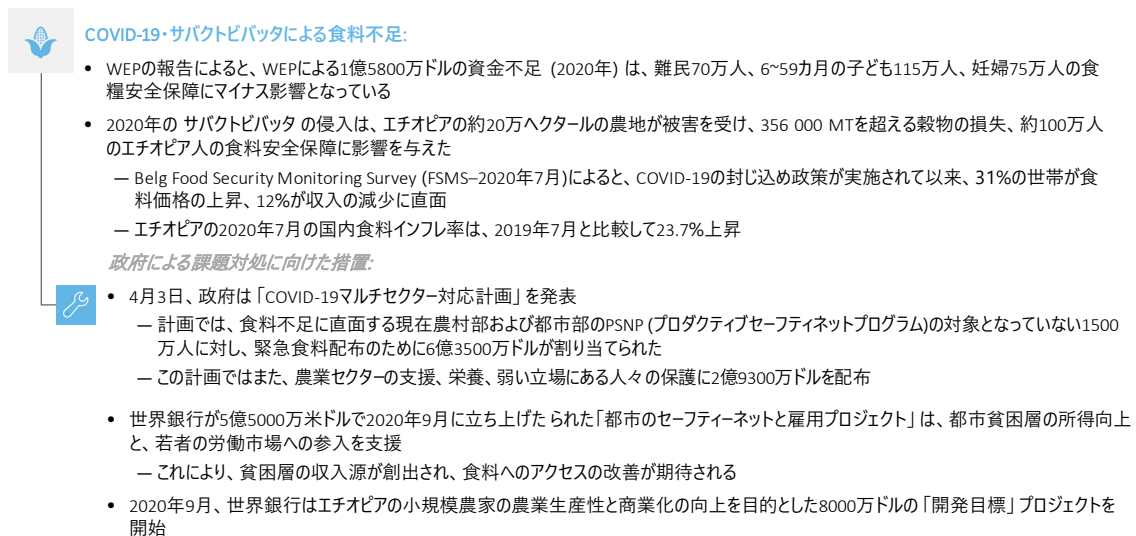 COVID-19・サバクトビバッタによる食料不足:
• WEPの報告によると、WEPによる1億5800万ドルの資金不足 (2020年) は、難民70万人、6~59カ月の子ども115万人、妊婦75万人の食
糧安全保障にマイナス影響となっている
• 2020年の サバクトビバッタ の侵入は、エチオピアの約20万ヘクタールの農地が被害を受け、356 000 MTを超える穀物の損失、約100万人
のエチオピア人の食料安全保障に影響を与えた
— Belg Food Security Monitoring Survey (FSMS–2020年7月)によると、COVID-19の封じ込め政策が実施されて以来、31%の世帯が食
料価格の上昇、12%が収入の減少に直面
— エチオピアの2020年7月の国内食料インフレ率は、2019年7月と比較して23.7%上昇
政府による課題対処に向けた措置:
• 4月3日、政府は「COVID-19マルチセクター対応計画」を発表
— 計画では、食料不足に直面する現在農村部および都市部のPSNP (プロダクティブセーフティネットプログラム)の対象となっていない1500
万人に対し、緊急食料配布のために6億3500万ドルが割り当てられた
— この計画ではまた、農業セクターの支援、栄養、弱い立場にある人々の保護に2億9300万ドルを配布
• 世界銀行が5億5000万米ドルで2020年9月に立ち上げた られた「都市のセーフティーネットと雇用プロジェクト」は、都市貧困層の所得向上
と、若者の労働市場への参入を支援
— これにより、貧困層の収入源が創出され、食料へのアクセスの改善が期待される
• 2020年9月、世界銀行はエチオピアの小規模農家の農業生産性と商業化の向上を目的とした8000万ドルの「開発目標」プロジェクトを
開始